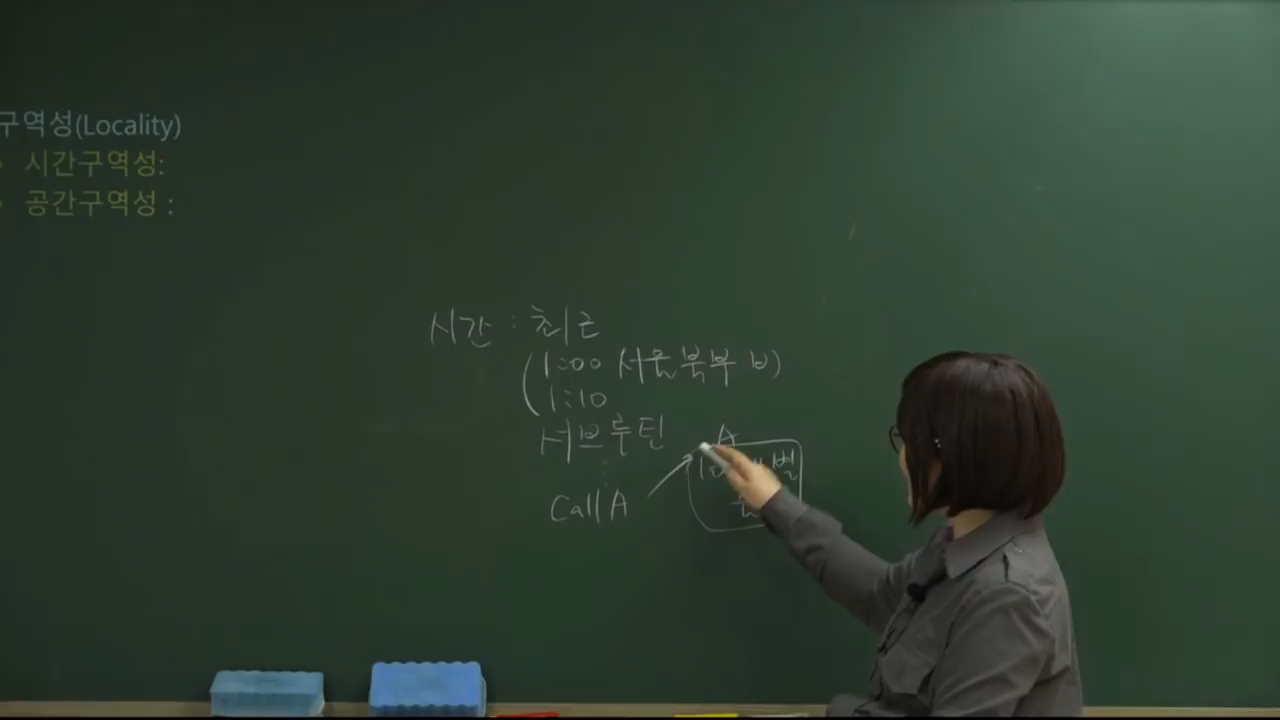 구역성(Locality)
• 시간구역성:
• 공간구역성 :
시간 : 최근
(1:00 서울북부 비)
1:10
서브루틴
A
Call A